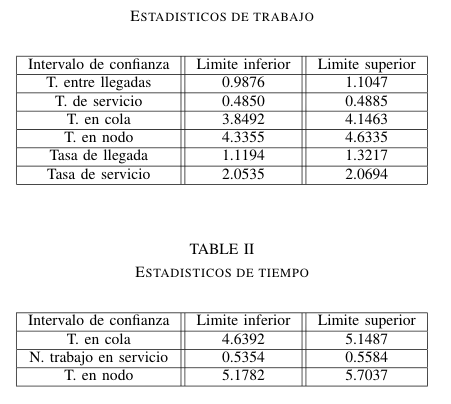 ESTADISTICOS DE TRABAJO
Intervalo de confianza Limite inferior Limite superior
T. entre llegadas 0.9876 1.1047
T. de servicio 0.4850 0.4885
T. en cola 3.8492 4.1463
T. en nodo 4.3355 4.6335
Tasa de llegada 1.1194 1.3217
Tasa de servicio 2.0535 2.0694
TABLE II
ESTADISTICOS DE TIEMPO
Intervalo de confianza Limite inferior Limite superior
T. en cola 4.6392 5.1487
N. trabajo en servicio 0.5354 0.5584
T. en nodo 5.1782 5.7037